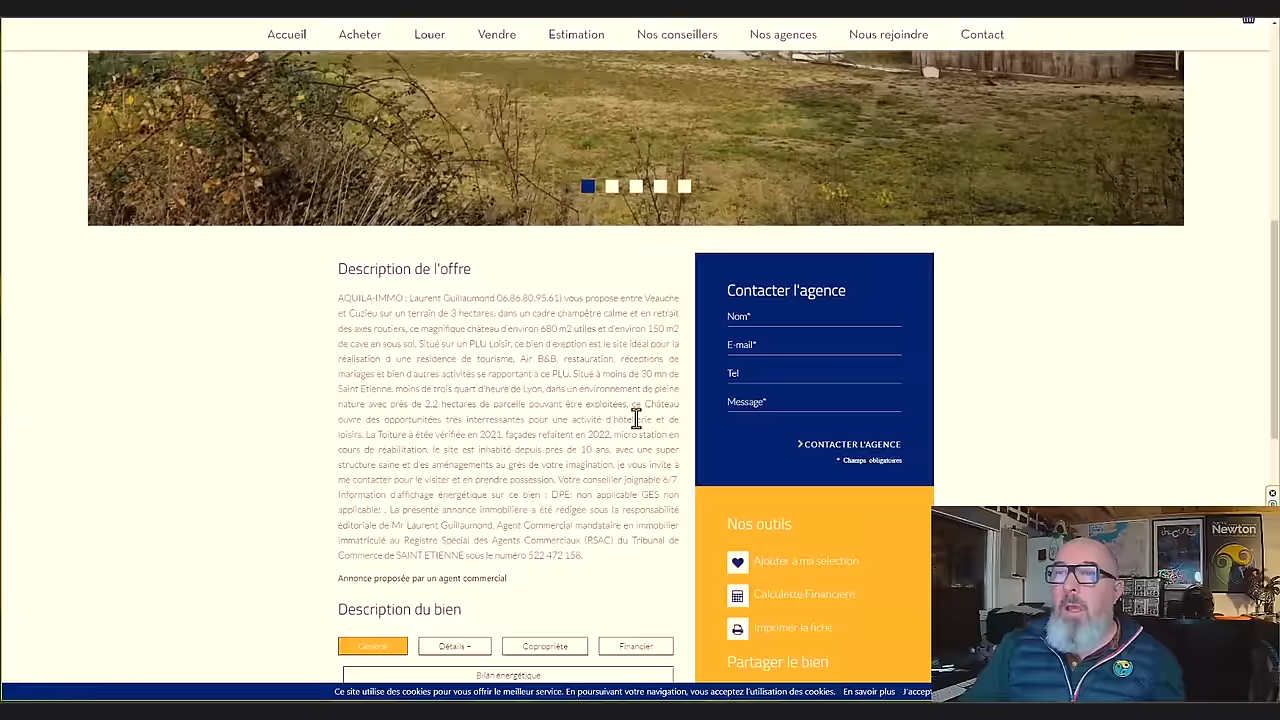 Accueil Acheter Louer Vendre Estimation Nos conseillers Nos agences Nous rejoindre Contact
Description de l'offre
AQUILA-IMMO : Laurent Guillaumond 06.86.80.95.61) vous propose entre Veauche
et Cuzieu sur un terrain de 3 hectares, dans un cadre champêtre calme et en retrait
des axes routiers, ce magnifique château d'environ 680 m2 utiles et d'environ 150 m2
de cave en sous sol. Situé sur un PLU Loisir, ce bien d'exeption est le site idéal pour la
réalisation d une résidence de tourisme, Air B&B, restauration, réceptions de
mariages et bien d'autres activités se rapportant à ce PLU. Situé à moins de 30 mn de
Saint Etienne, moins de trois quart d'heure de Lyon, dans un environnement de pleine
nature avec près de 2,2 hectares de parcelle pouvant être exploitées, ce Château
ouvre des opportunitées très interressantes pour une activité d'hôtellerie et de
loisirs. La Toiture à étée vérifiée en 2021, façades refaitent en 2022, micro station en
cours de réabilitation, le site est inhabité depuis près de 10 ans, avec une super
structure saine et d'es aménagements au grès de votre imagination. je vous invite à
me contacter pour le visiter et en prendre possession. Votre conseiller joignable 6/7.
Information d'affichage énergétique sur ce bien : DPE: non applicable GES non
applicable; . La présente annonce immobilière a été rédigée sous la responsabilité
éditoriale de Mr Laurent Guillaumond, Agent Commercial mandataire en immobilier
immatriculé au Registre Spécial des Agents Commerciaux (RSAC) du Tribunal de
Commerce de SAINT ETIENNE sous le numéro 522 472 158.
Annonce proposée par un agent commercial
Description du bien
Général Détails + Copropriété Financier
Bilan énergétique
Contacter l'agence
Nom*
E-mail*
Tel
Message*
CONTACTER L'AGENCE
* Champs obligatoires
Nos outils
Ajouter à ma sélection
Calculette Financière
Imprimer la fiche
Partager le bien
Newton
Ce site utilise des cookies pour vous offrir le meilleur service. En poursuivant votre navigation, vous acceptez l'utilisation des cookies. En savoir plus J'accep